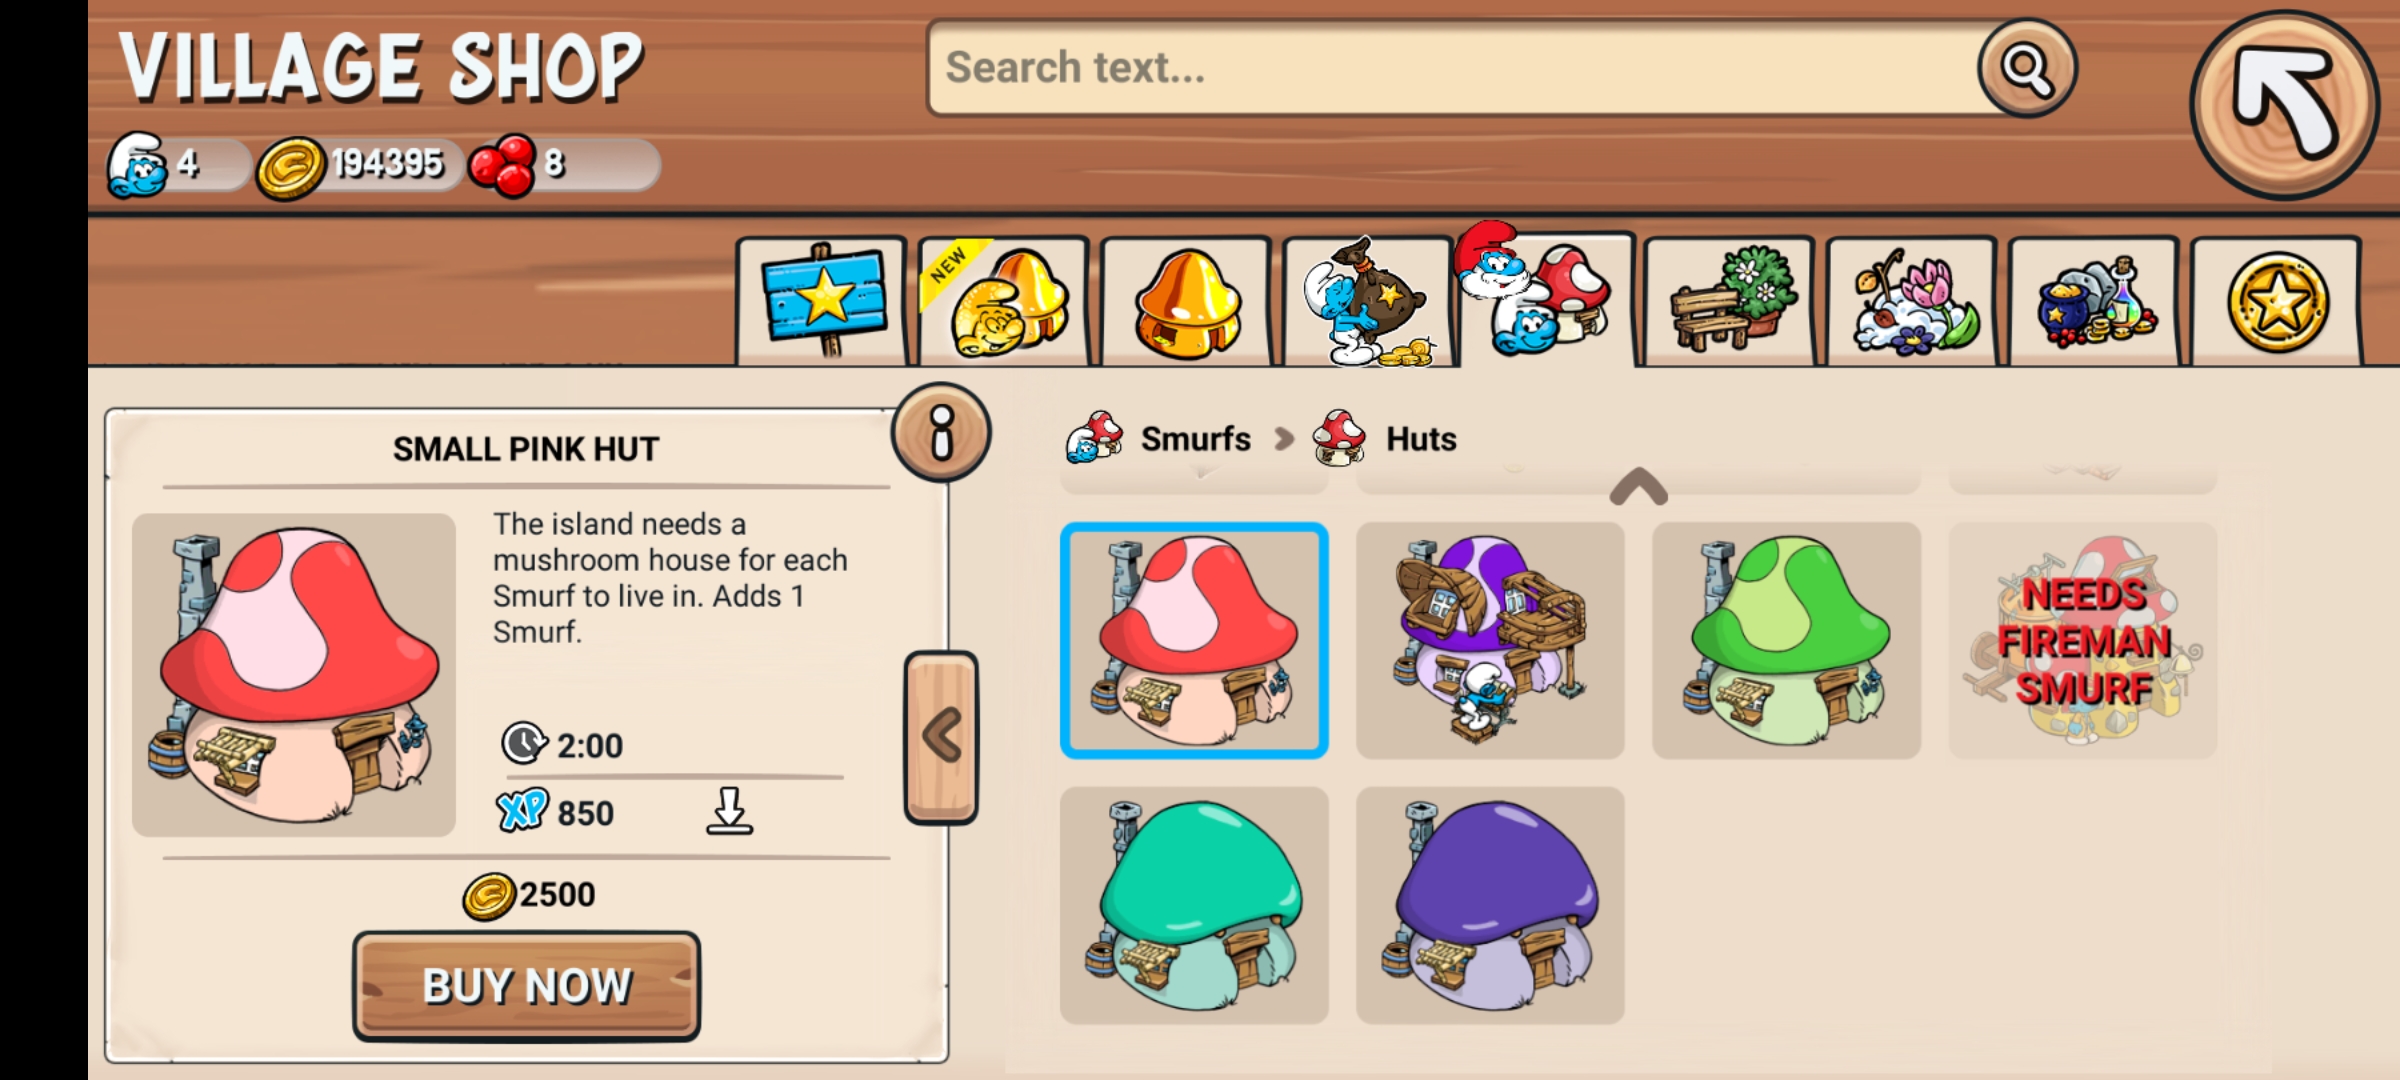 VILLAGE SHOP
Search text...
4
194395
8
NEW
SMALL PINK HUT
The island needs a
mushroom house for each
Smurf to live in. Adds 1
Smurf.
2:00
XP 850
2500
BUY NOW
Smurfs
Huts
NEEDS
FIREMAN
SMURF